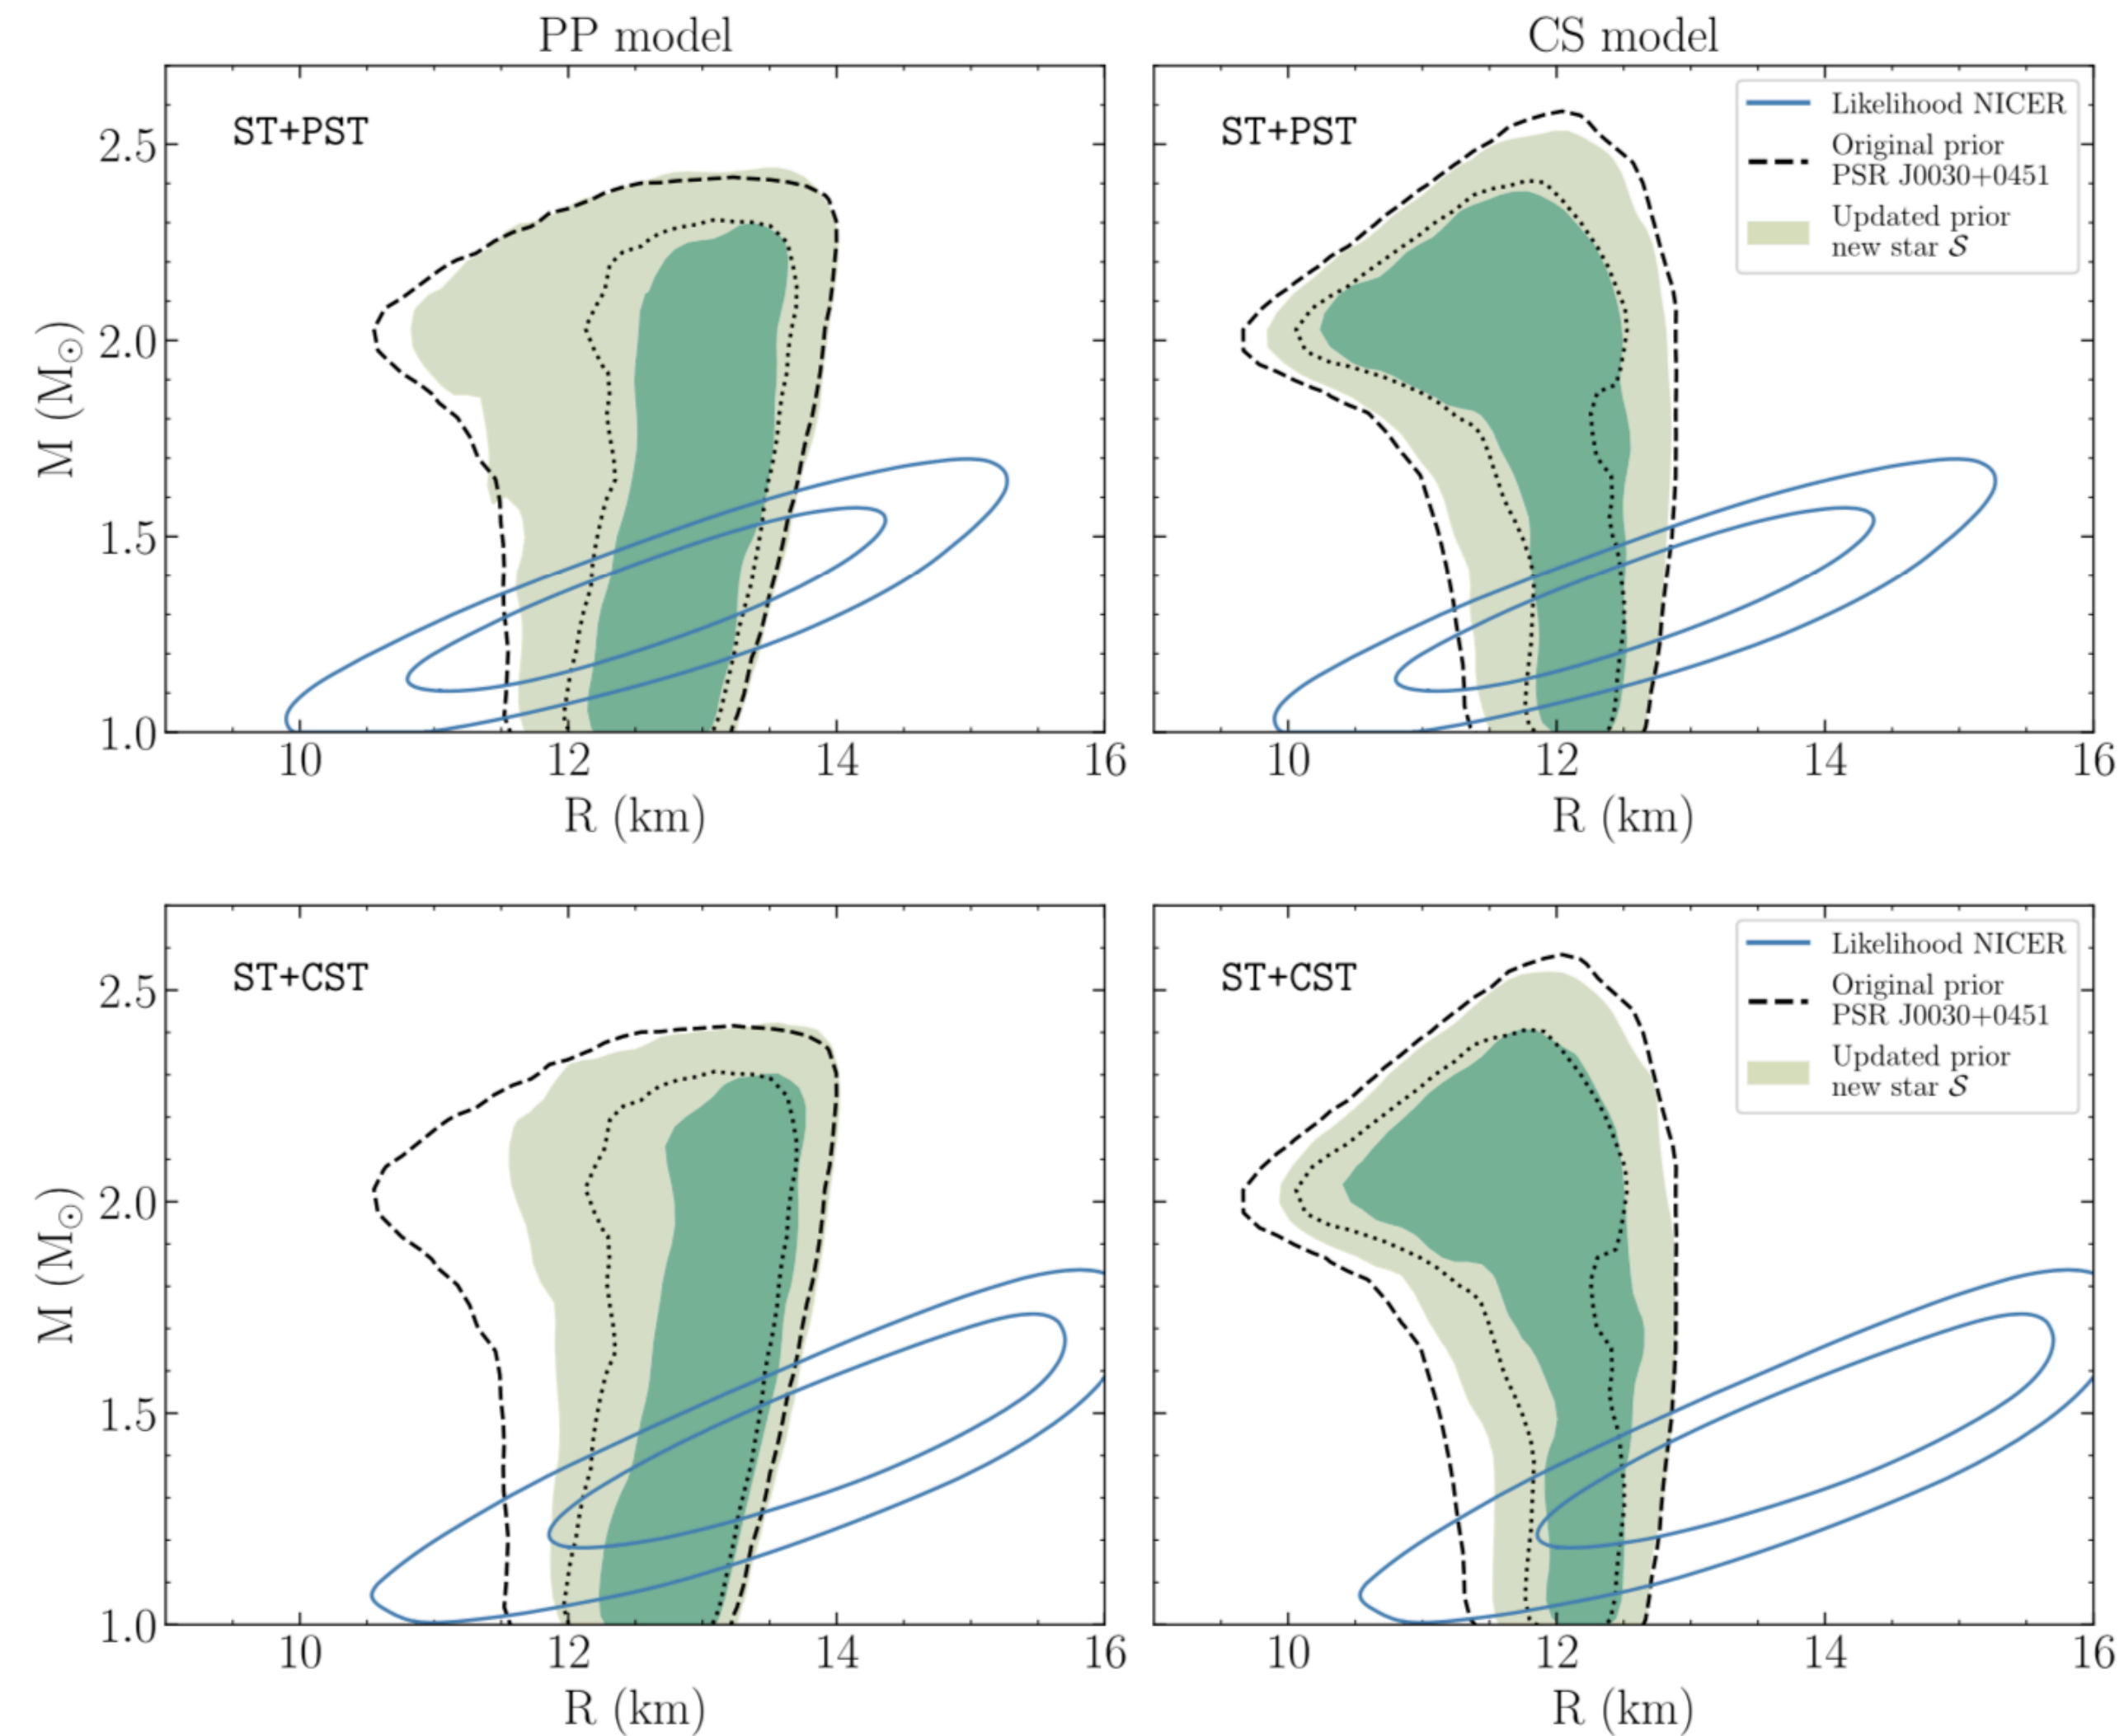 PP model
CS model
ST+PST
ST+PST
Likelihood NICER
Original prior
PSR J0030+0451
Updated prior
new star 𝒮
2.5
2.0
1.5
1.0
M (M⊙)
10 12 14 16
10 12 14 16
R (km)
R (km)
ST+CST
ST+CST
Likelihood NICER
Original prior
PSR J0030+0451
Updated prior
new star 𝒮
2.5
2.0
1.5
1.0
M (M⊙)
10 12 14 16
10 12 14 16
R (km)
R (km)